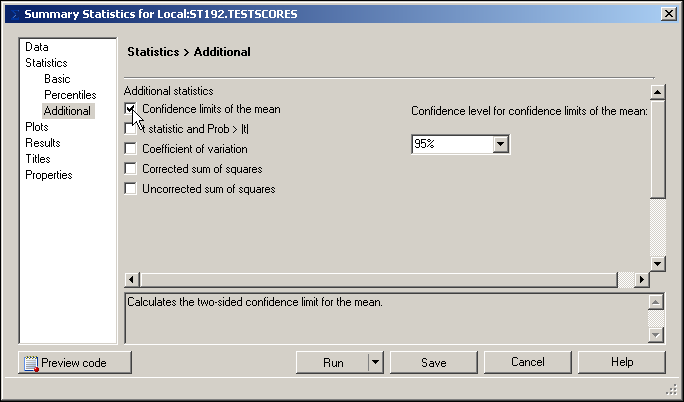 Summary Statistics for Local:ST192.TESTSCORES
Data
Statistics
Basic
Percentiles
Additional
Plots
Results
Titles
Properties
Statistics > Additional
Additional statistics
Confidence limits of the mean
t statistic and Prob > |t|
Coefficient of variation
Corrected sum of squares
Uncorrected sum of squares
Confidence level for confidence limits of the mean:
95%
Calculates the two-sided confidence limit for the mean.
Preview code
Run
Save
Cancel
Help